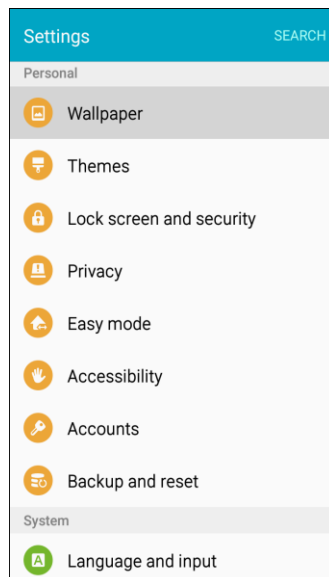 Settings
SEARCH
Personal
Wallpaper
Themes
Lock screen and security
Privacy
Easy mode
Accessibility
Accounts
Backup and reset
System
A
Language and input